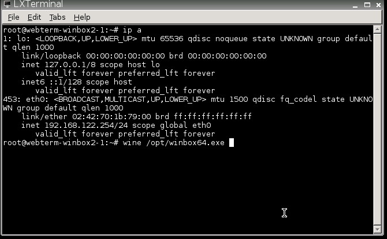 LXTerminal
File Edit Tabs Help
root@webterm-winbox2-1:~# ip a
1: lo: <LOOPBACK,UP,LOWER_UP> mtu 65536 qdisc noqueue state UNKNOWN group defaul
t qlen 1000
link/loopback 00:00:00:00:00:00 brd 00:00:00:00:00:00
inet 127.0.0.1/8 scope host lo
valid_lft forever preferred_lft forever
inet6 ::1/128 scope host
valid_lft forever preferred_lft forever
453: eth0: <BROADCAST,MULTICAST,UP,LOWER_UP> mtu 1500 qdisc fq_codel state UNKNO
WN group default qlen 1000
link/ether 02:42:70:1b:79:00 brd ff:ff:ff:ff:ff:ff
inet 192.168.122.254/24 scope global eth0
valid_lft forever preferred_lft forever
root@webterm-winbox2-1:~# wine /opt/winbox64.exe